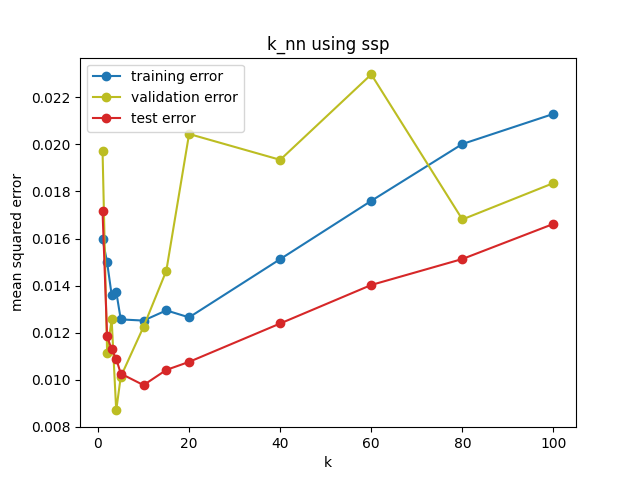 k_nn using ssp
training error
validation error
test error
mean squared error
0.022
0.020
0.018
0.016
0.014
0.012
0.010
0.008
0 20 40 60 80 100
k